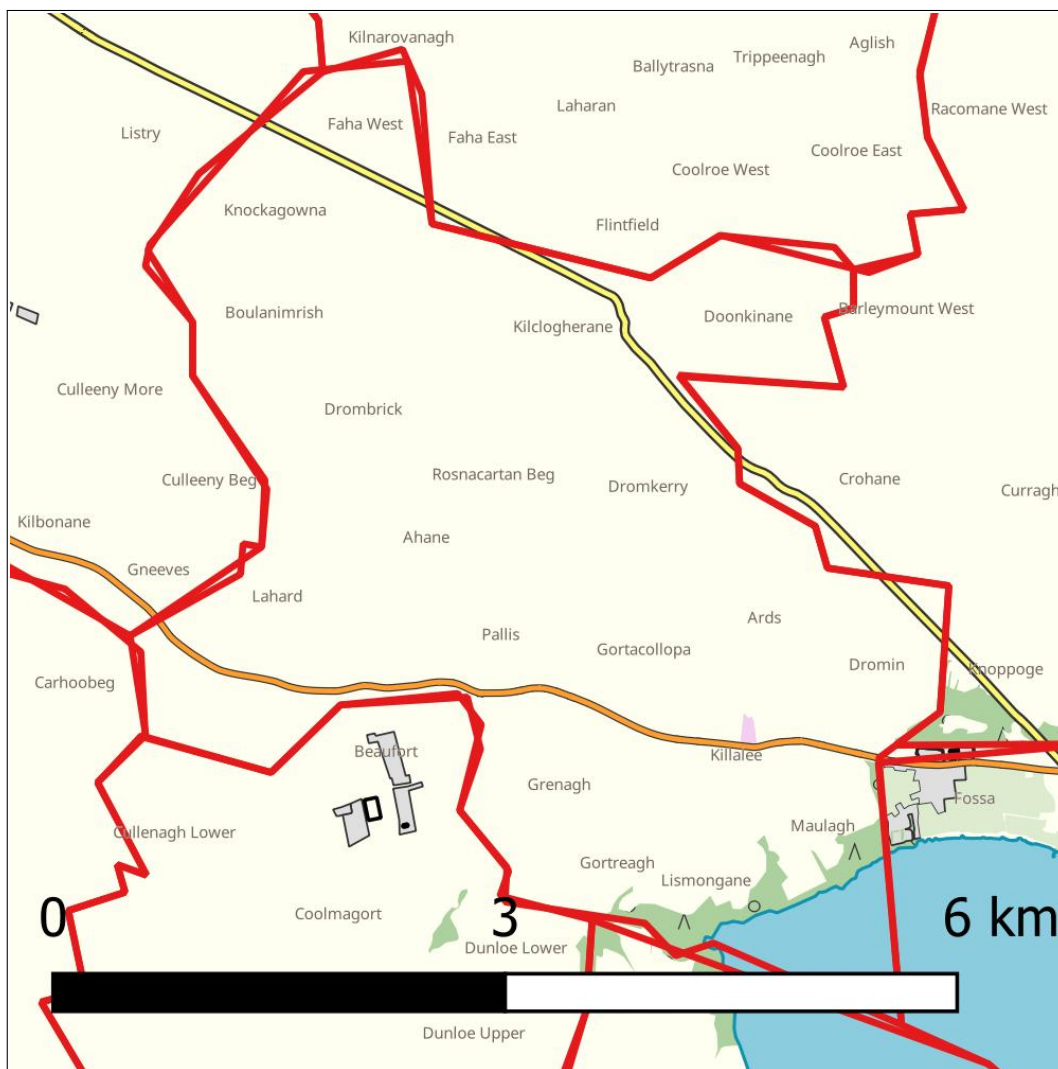 Kilnarovanagh
Aglish
Trippeenagh
Ballytrasna
Laharan
Racomane West
Faha West
Listry
Faha East
Coolroe East
Coolroe West
Knockagowna
Flintfield
Boulanimrish
Barleymount West
Doonkinane
Kilclogherane
Culleeny More
Drombrick
Rosnacartan Beg
Crohane
Culleeny Beg
Dromkerry
Curragh
Kilbonane
Ahane
Gneeves
Lahard
Ards
Pallis
Gortacollopa
Dromin
Knoppoge
Carhoobeg
Beaufort
Killalee
Grenagh
Fossa
Maulagh
Cullenagh Lower
Gortreagh
Lismongane
Coolmagort
0 3 6 km
Dunloe Lower
Dunloe Upper